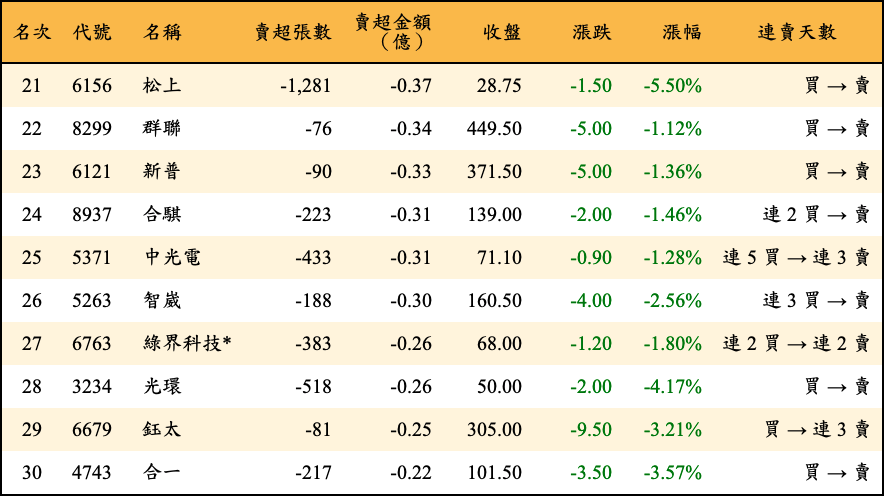 名次 代號 名稱 賣超張數 賣超金額（億） 收盤 漲跌 漲幅 連賣天數
21 6156 松上 -1,281 -0.37 28.75 -1.50 -5.50% 買 → 賣
22 8299 群聯 -76 -0.34 449.50 -5.00 -1.12% 買 → 賣
23 6121 新普 -90 -0.33 371.50 -5.00 -1.36% 買 → 賣
24 8937 合騏 -223 -0.31 139.00 -2.00 -1.46% 連 2 買 → 賣
25 5371 中光電 -433 -0.31 71.10 -0.90 -1.28% 連 5 買 → 連 3 賣
26 5263 智崴 -188 -0.30 160.50 -4.00 -2.56% 連 3 買 → 賣
27 6763 綠界科技* -383 -0.26 68.00 -1.20 -1.80% 連 2 買 → 連 2 賣
28 3234 光環 -518 -0.26 50.00 -2.00 -4.17% 買 → 賣
29 6679 鈺太 -81 -0.25 305.00 -9.50 -3.21% 買 → 連 3 賣
30 4743 合一 -217 -0.22 101.50 -3.50 -3.57% 買 → 賣